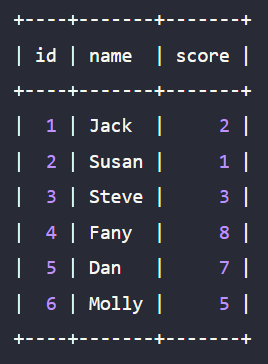 +----+-------+-------+
| id | name  | score |
+----+-------+-------+
|  1 | Jack  |     2 |
|  2 | Susan |     1 |
|  3 | Steve |     3 |
|  4 | Fany  |     8 |
|  5 | Dan   |     7 |
|  6 | Molly |     5 |
+----+-------+-------+